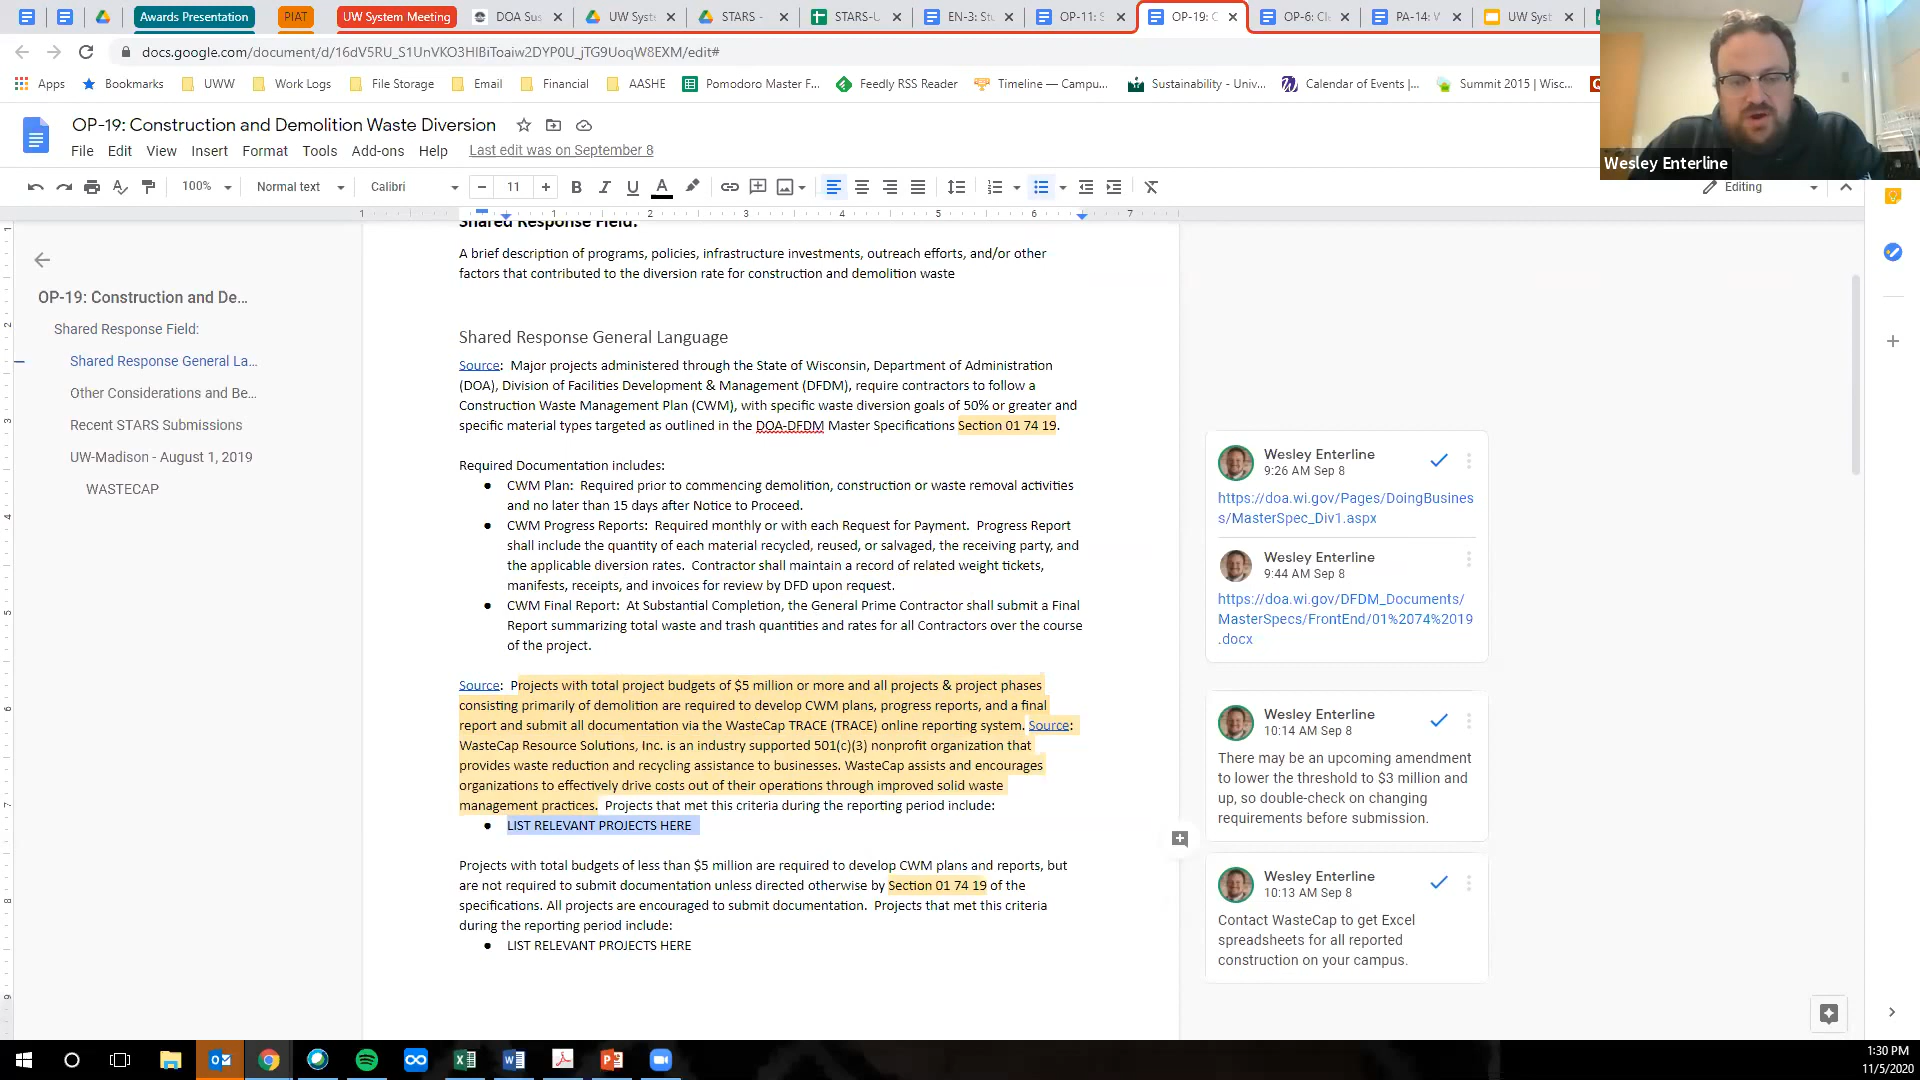 Awards Presentation
PIAT
UW System Meeting
DOA Sus
UW Syst
STARS -
STARS-U
EN-3: Stu
OP-11: S
OP-19: C
OP-6: Cl
PA-14: V
UW Syst
docs.google.com/document/d/16dV5RU_S1UnVKO3HlBiToaiw2DYP0U_jTG9UoqW8EXM/edit#
Apps
Bookmarks
UWW
Work Logs
File Storage
Email
Financial
AASHE
Pomodoro Master F...
Feedly RSS Reader
Timeline — Campu...
Sustainability - Univ...
Calendar of Events |...
Summit 2015 | Wisc...
Wesley Enterline
OP-19: Construction and Demolition Waste Diversion
File Edit View Insert Format Tools Add-ons Help Last edit was on September 8
100% Normal text Calibri 11 Editing
1 1 2 3 4 5 6 7
OP-19: Construction and De...
Shared Response Field:
Shared Response General La...
Other Considerations and Be...
Recent STARS Submissions
UW-Madison - August 1, 2019
WASTECAP
Shared Response Field:
A brief description of programs, policies, infrastructure investments, outreach efforts, and/or other
factors that contributed to the diversion rate for construction and demolition waste
Shared Response General Language
Source: Major projects administered through the State of Wisconsin, Department of Administration
(DOA), Division of Facilities Development & Management (DFDM), require contractors to follow a
Construction Waste Management Plan (CWM), with specific waste diversion goals of 50% or greater and
specific material types targeted as outlined in the DOA-DFDM Master Specifications Section 01 74 19.
Required Documentation includes:
● CWM Plan: Required prior to commencing demolition, construction or waste removal activities
and no later than 15 days after Notice to Proceed.
● CWM Progress Reports: Required monthly or with each Request for Payment. Progress Report
shall include the quantity of each material recycled, reused, or salvaged, the receiving party, and
the applicable diversion rates. Contractor shall maintain a record of related weight tickets,
manifests, receipts, and invoices for review by DFD upon request.
● CWM Final Report: At Substantial Completion, the General Prime Contractor shall submit a Final
Report summarizing total waste and trash quantities and rates for all Contractors over the course
of the project.
Source: Projects with total project budgets of $5 million or more and all projects & project phases
consisting primarily of demolition are required to develop CWM plans, progress reports, and a final
report and submit all documentation via the WasteCap TRACE (TRACE) online reporting system. Source:
WasteCap Resource Solutions, Inc. is an industry supported 501(c)(3) nonprofit organization that
provides waste reduction and recycling assistance to businesses. WasteCap assists and encourages
organizations to effectively drive costs out of their operations through improved solid waste
management practices. Projects that met this criteria during the reporting period include:
● LIST RELEVANT PROJECTS HERE
Projects with total budgets of less than $5 million are required to develop CWM plans and reports, but
are not required to submit documentation unless directed otherwise by Section 01 74 19 of the
specifications. All projects are encouraged to submit documentation. Projects that met this criteria
during the reporting period include:
● LIST RELEVANT PROJECTS HERE
Wesley Enterline
9:26 AM Sep 8
https://doa.wi.gov/Pages/DoingBusines
s/MasterSpec_Div1.aspx
Wesley Enterline
9:44 AM Sep 8
https://doa.wi.gov/DFDM_Documents/
MasterSpecs/FrontEnd/01%2074%2019
.docx
Wesley Enterline
10:14 AM Sep 8
There may be an upcoming amendment
to lower the threshold to $3 million and
up, so double-check on changing
requirements before submission.
Wesley Enterline
10:13 AM Sep 8
Contact WasteCap to get Excel
spreadsheets for all reported
construction on your campus.
1:30 PM
11/5/2020